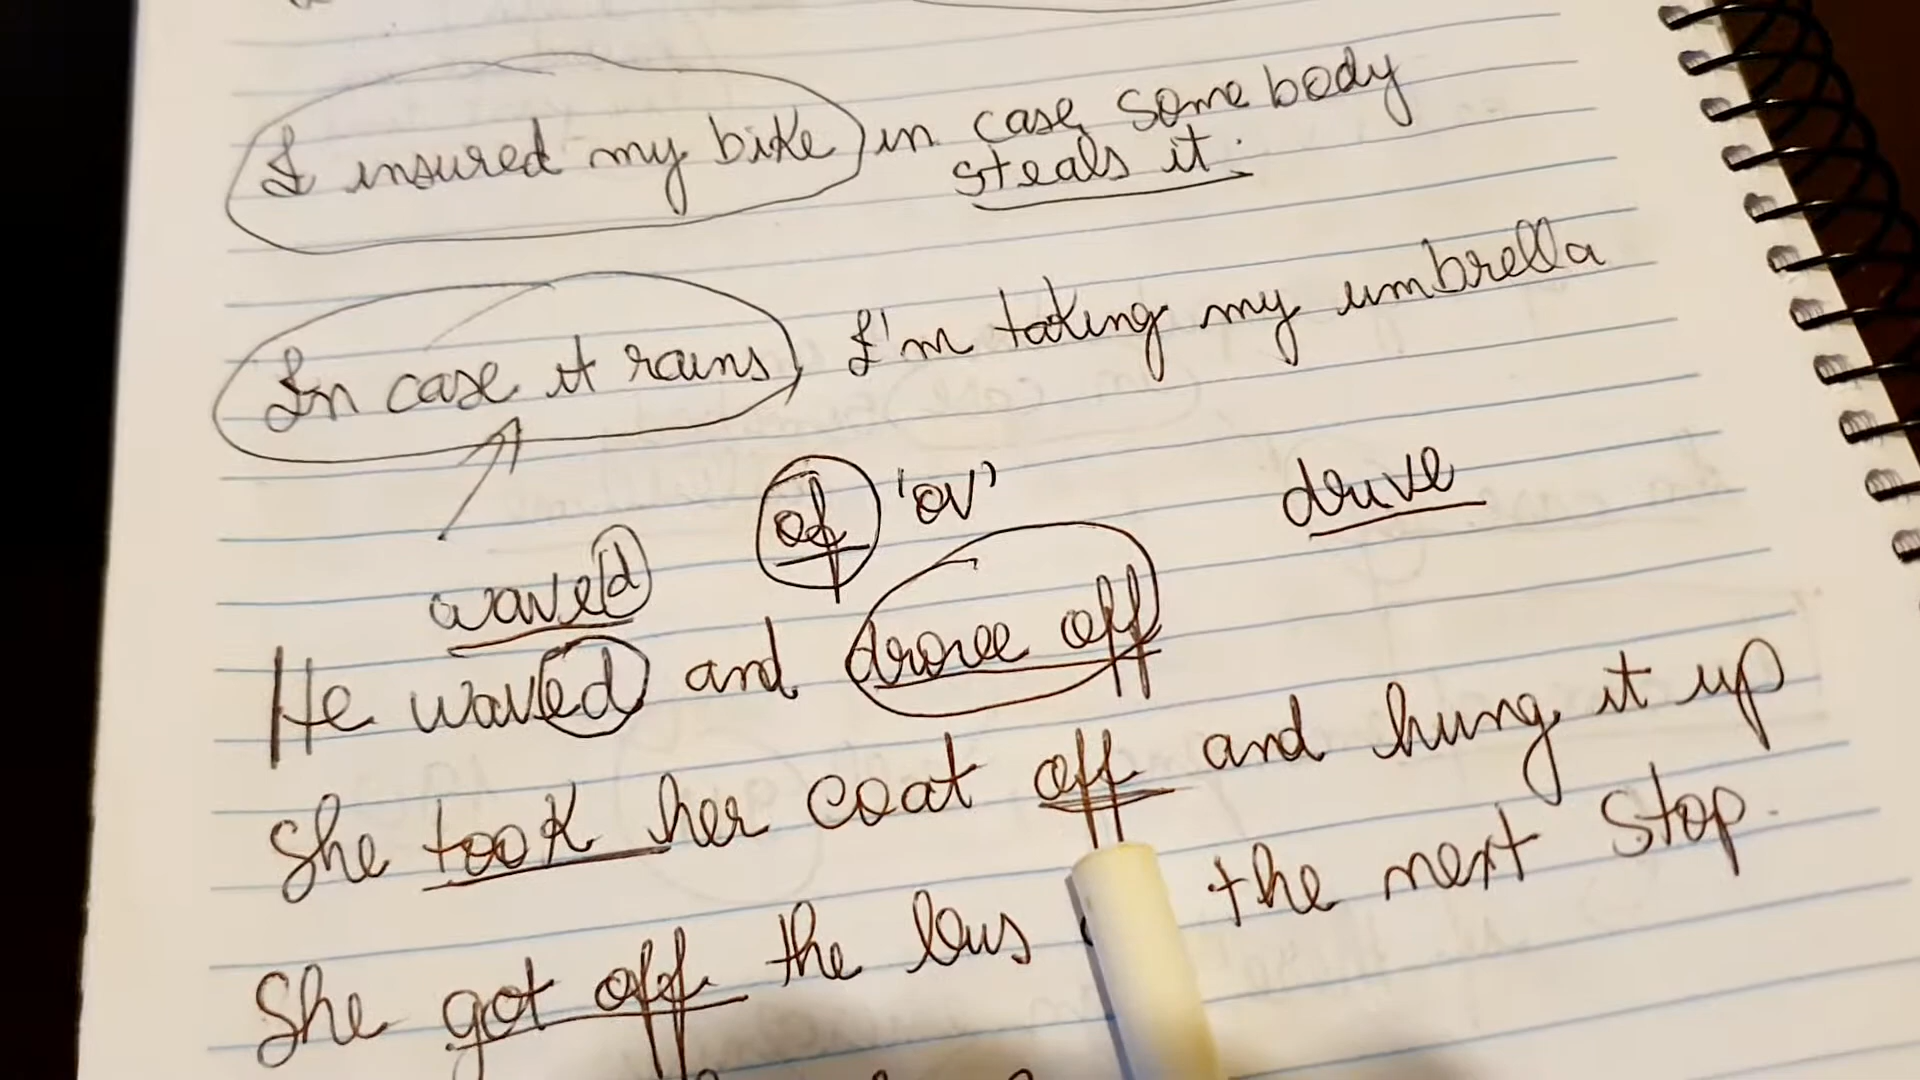 I insured my bike in case somebody
steals it.
In case it rains, I'm taking my umbrella
of 'ov' drive
waved
He waved and drove off
She took her coat off and hung it up
She got off the bus the next stop.